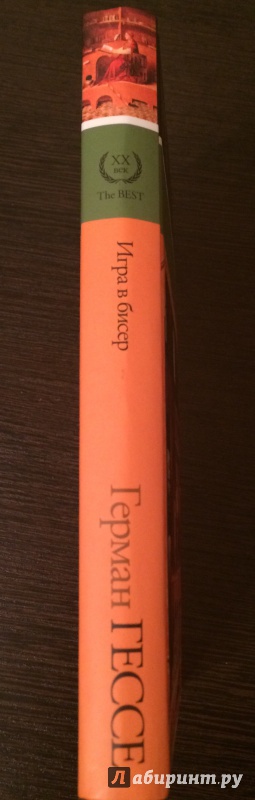 XX
ВЕК
The BEST
Игра в бисер
Герман ГЕССЕ
Лабиринт.ру